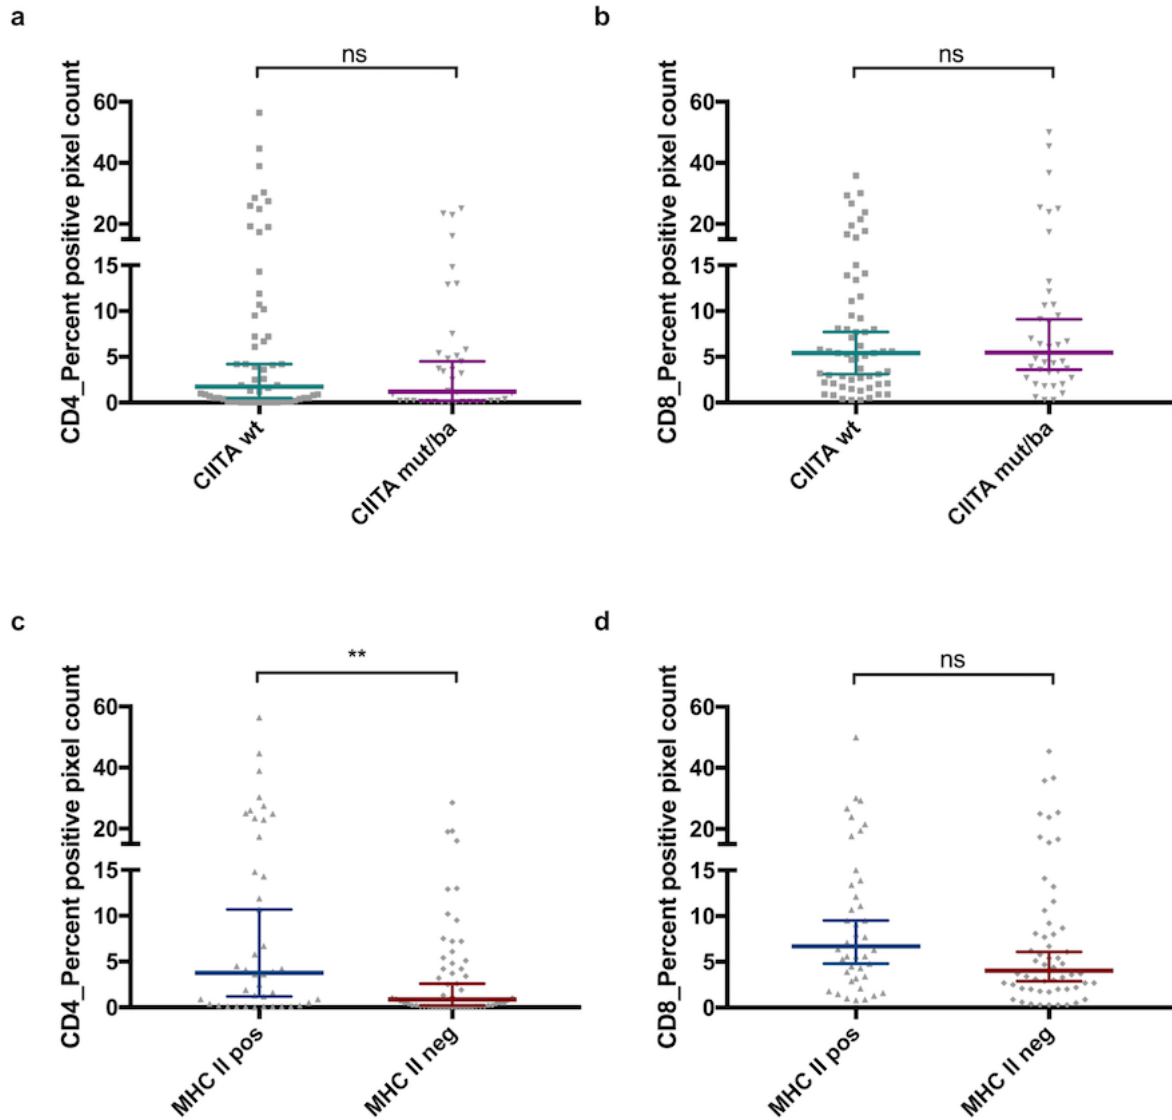 a
ns
CD4_Percent positive pixel count
60
40
20
15
10
5
0
CIITA wt
CIITA mut/ba
b
ns
CD8_Percent positive pixel count
60
40
20
15
10
5
0
CIITA wt
CIITA mut/ba
c
**
CD4_Percent positive pixel count
60
40
20
15
10
5
0
MHC II pos
MHC II neg
d
ns
CD8_Percent positive pixel count
60
40
20
15
10
5
0
MHC II pos
MHC II neg